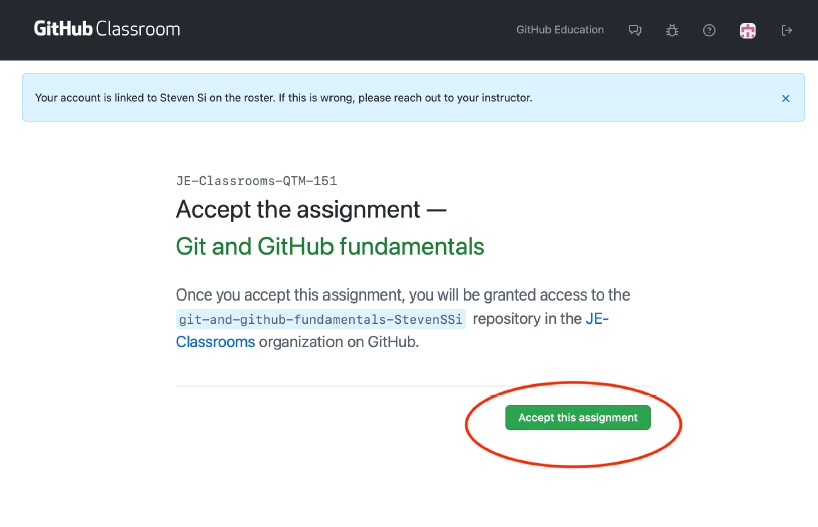 GitHub Classroom
GitHub Education
Your account is linked to Steven Si on the roster. If this is wrong, please reach out to your instructor.
JE-Classrooms-QTM-151
Accept the assignment —
Git and GitHub fundamentals
Once you accept this assignment, you will be granted access to the
git-and-github-fundamentals-StevenSSi repository in the JE-
Classrooms organization on GitHub.
Accept this assignment